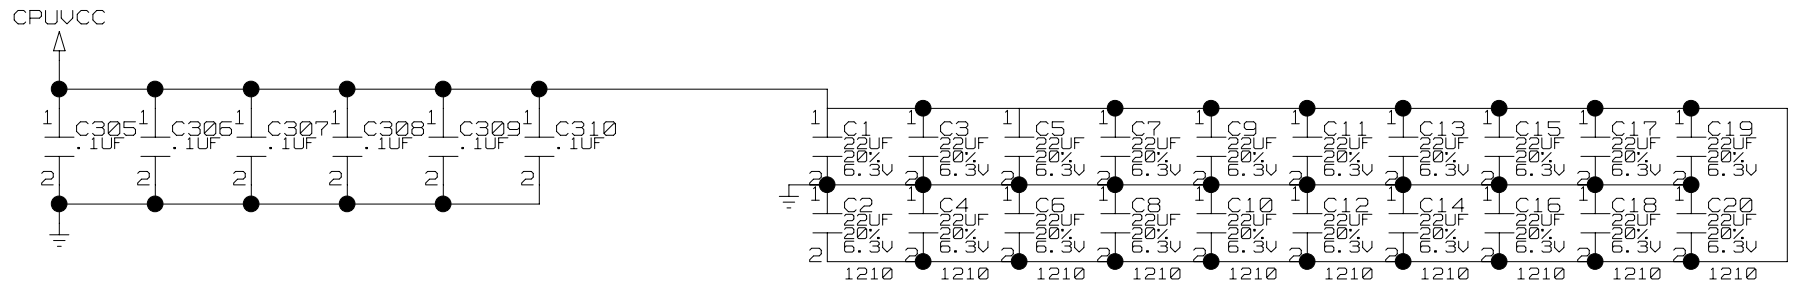 CPUVCC
1 1 1 1 1 1 1 1 1 1 1 1 1 1 1 1
C305 C306 C307 C308 C309 C310 C1 C3 C5 C7 C9 C11 C13 C15 C17 C19
.1UF .1UF .1UF .1UF .1UF .1UF 22UF 22UF 22UF 22UF 22UF 22UF 22UF 22UF 22UF 22UF
20% 20% 20% 20% 20% 20% 20% 20% 20% 20%
6.3V 6.3V 6.3V 6.3V 6.3V 6.3V 6.3V 6.3V 6.3V 6.3V
2 2 2 2 2 2 2 2 2 2 2 2 2 2 2 2
1 1 1 1 1 1 1 1 1 1
C2 C4 C6 C8 C10 C12 C14 C16 C18 C20
22UF 22UF 22UF 22UF 22UF 22UF 22UF 22UF 22UF 22UF
20% 20% 20% 20% 20% 20% 20% 20% 20% 20%
6.3V 6.3V 6.3V 6.3V 6.3V 6.3V 6.3V 6.3V 6.3V 6.3V
2 2 2 2 2 2 2 2 2 2
1210 1210 1210 1210 1210 1210 1210 1210 1210 1210